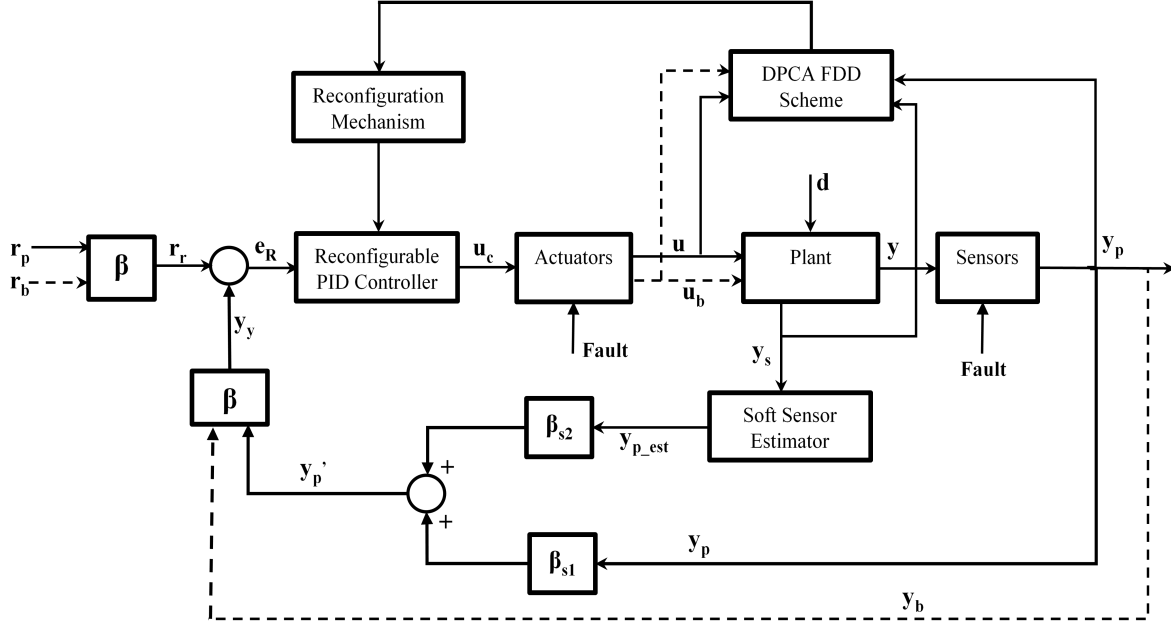 DPCA FDD
Scheme
Reconfiguration
Mechanism
d
r_p
r_b
β
r_r
e_R
Reconfigurable
PID Controller
u_c
Actuators
u
u_b
Plant
y
Sensors
y_p
Fault
Fault
y_y
y_s
β
β_s2
y_p_est
Soft Sensor
Estimator
+
y_p’
+
β_s1
y_p
y_b